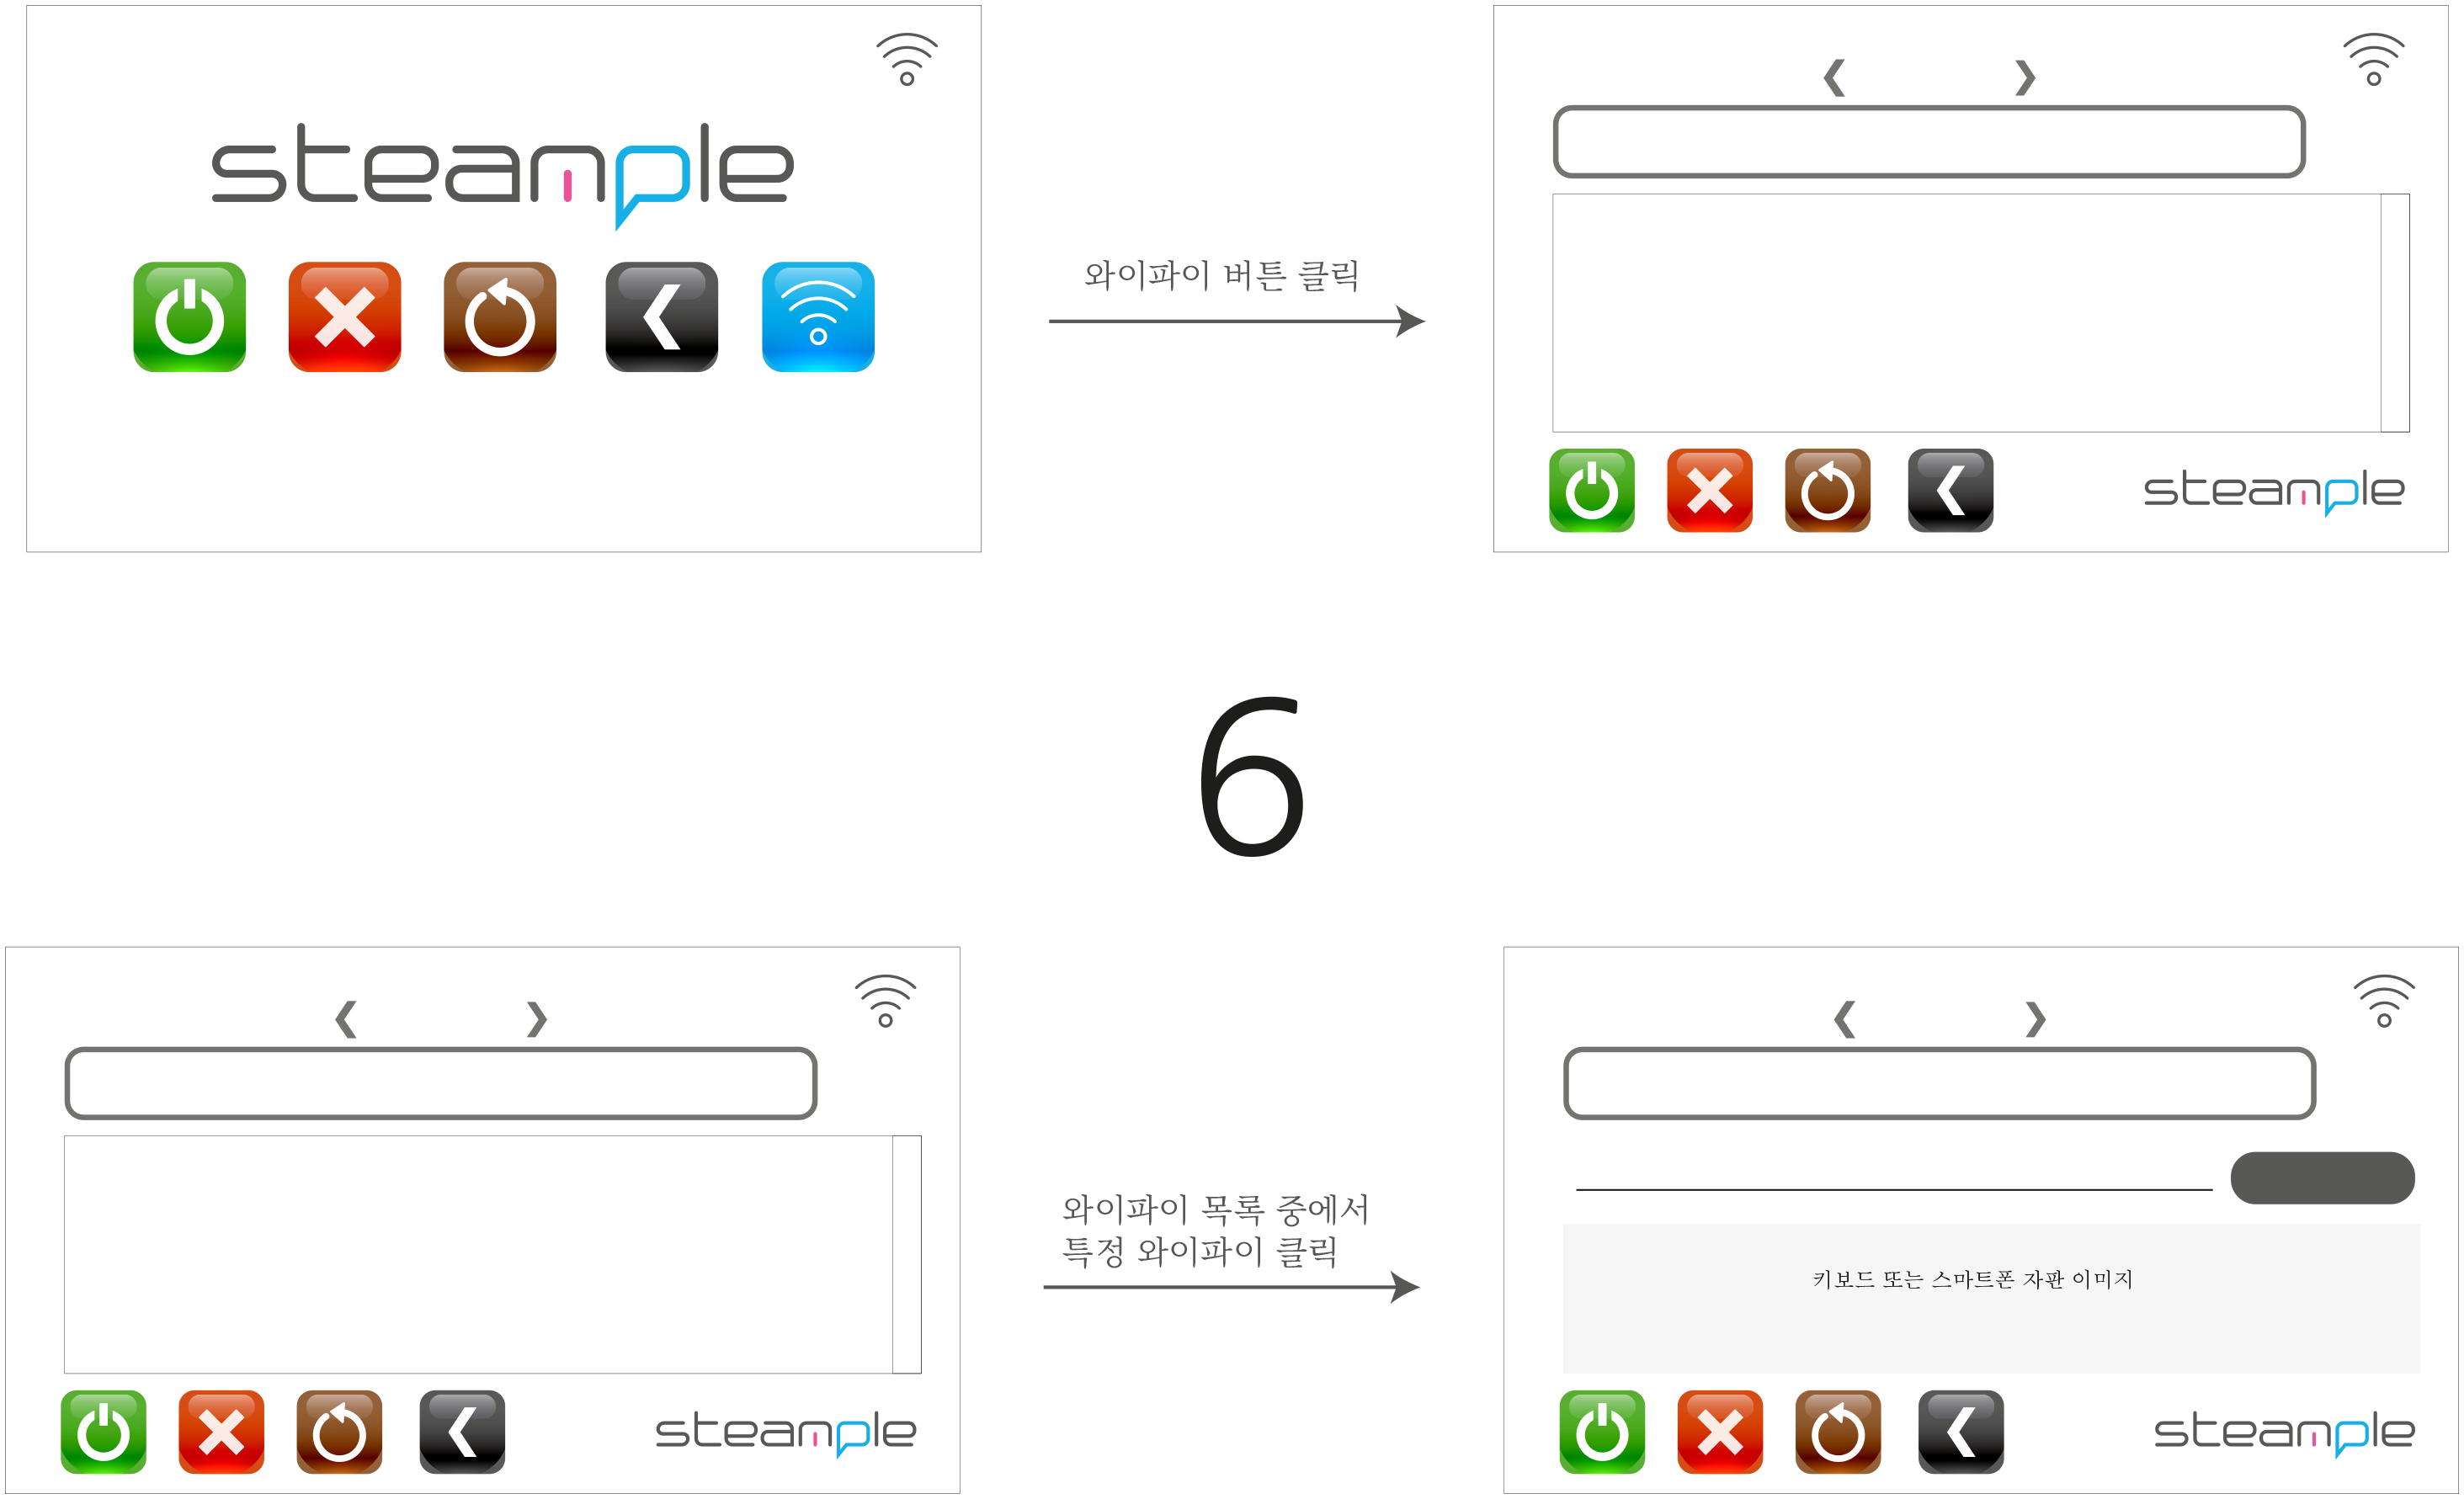 steample
와이파이 버튼 클릭
steample
6
와이파이 목록 중에서
특정 와이파이 클릭
키보드 또는 스마트폰 자판 이미지
steample
steample